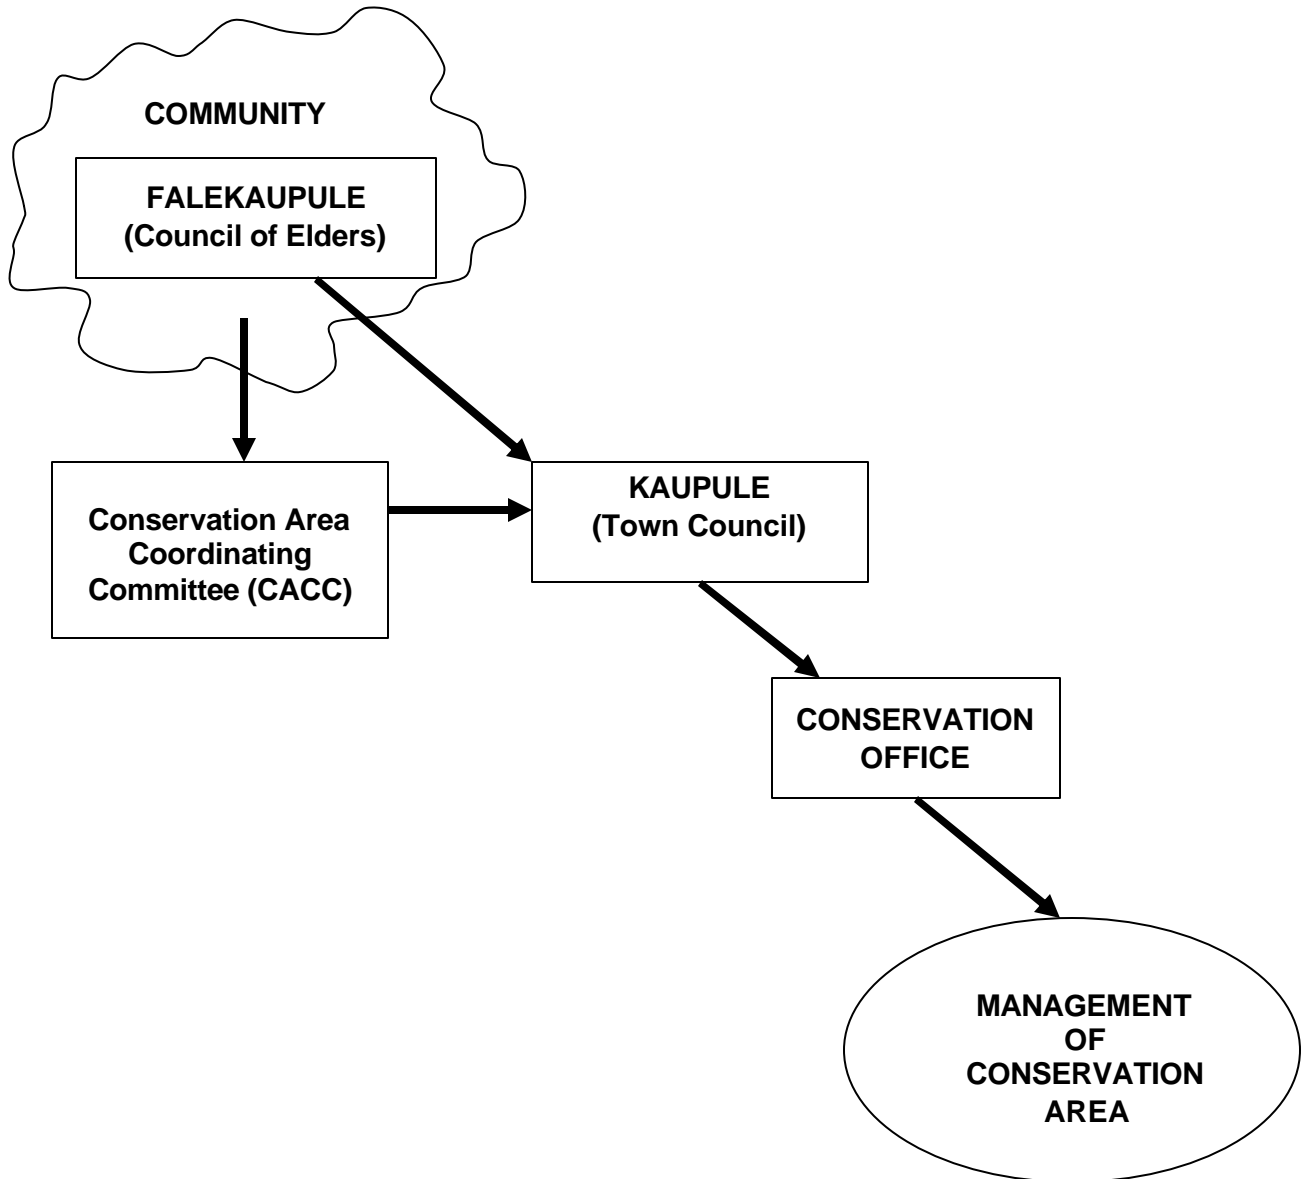 COMMUNITY
FALEKAUPULE
(Council of Elders)
Conservation Area
Coordinating
Committee (CACC)
KAUPULE
(Town Council)
CONSERVATION
OFFICE
MANAGEMENT
OF
CONSERVATION
AREA